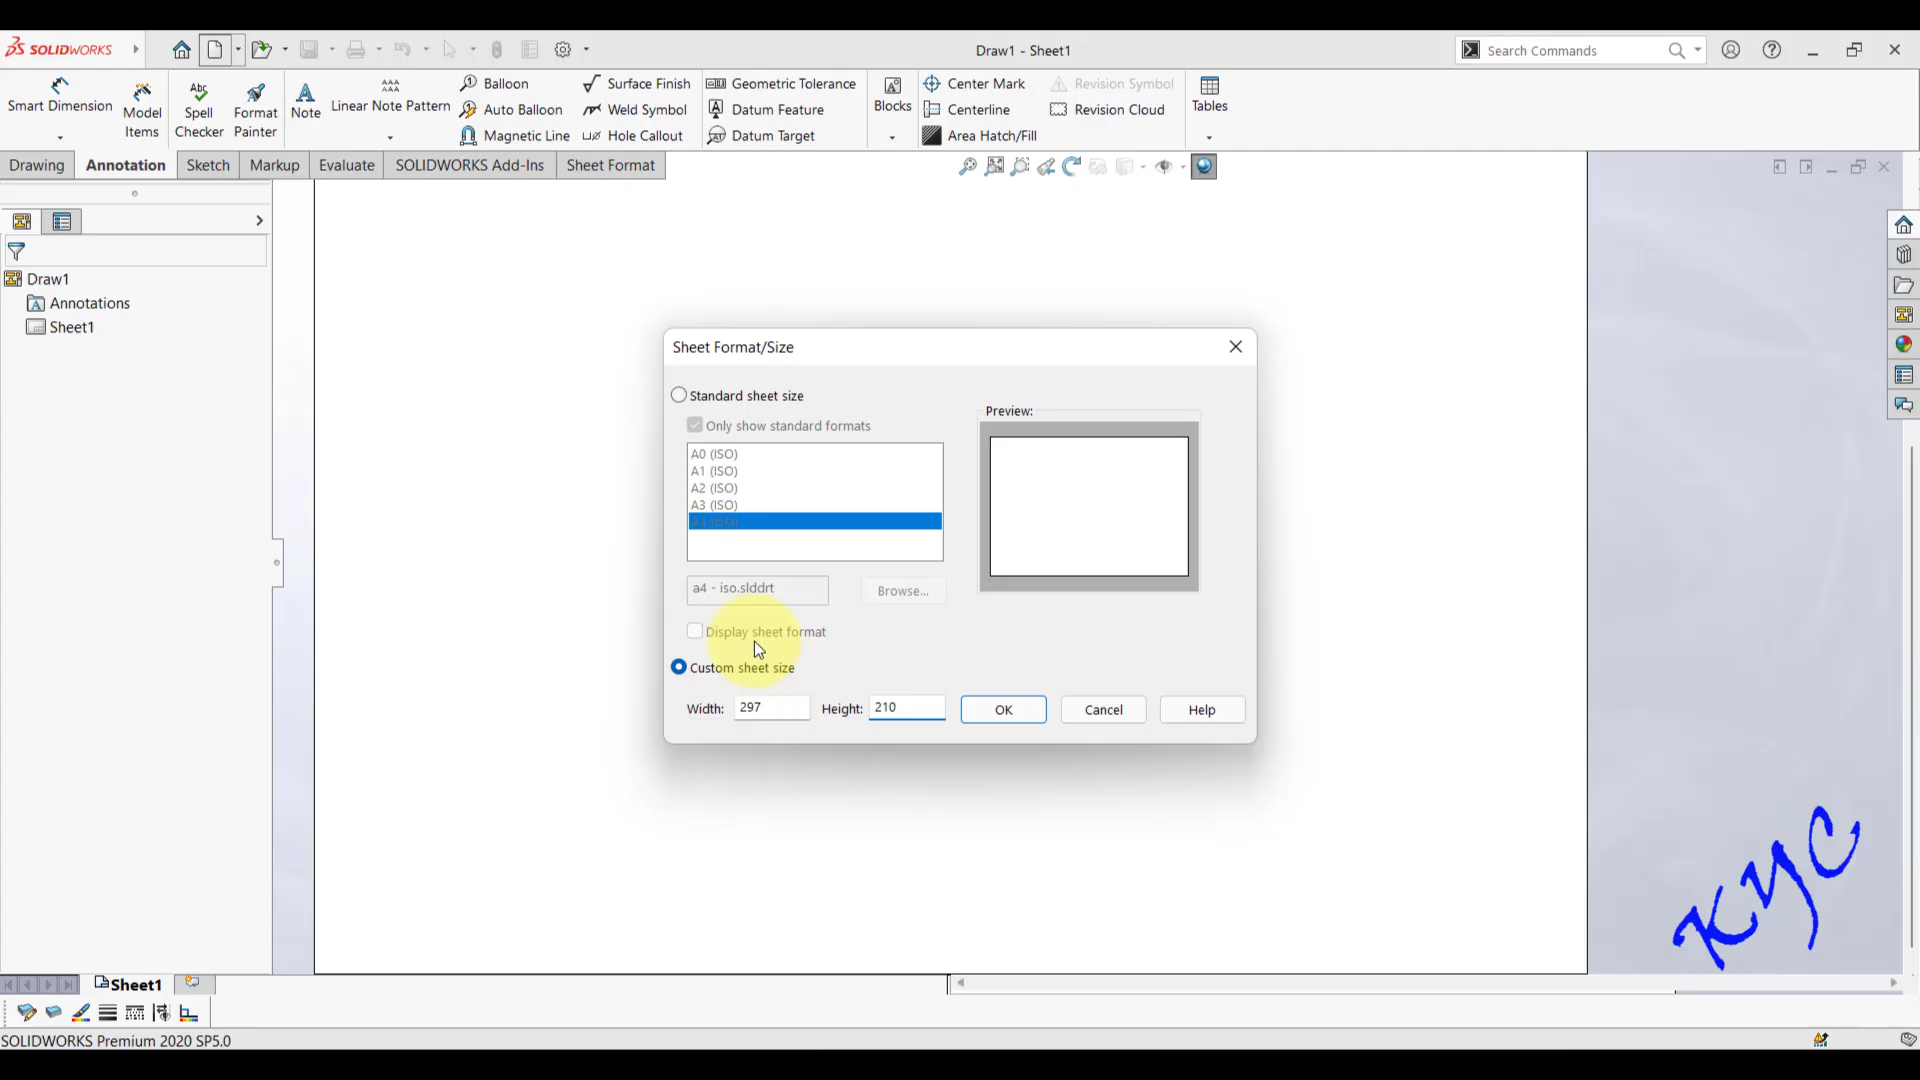 SOLIDWORKS
Draw1 - Sheet1
Search Commands
Smart Dimension
Model Items
Spell Checker
Format Painter
Note
Linear Note Pattern
Balloon
Auto Balloon
Magnetic Line
Surface Finish
Weld Symbol
Hole Callout
Geometric Tolerance
Datum Feature
Datum Target
Blocks
Center Mark
Centerline
Area Hatch/Fill
Revision Symbol
Revision Cloud
Tables
Drawing
Annotation
Sketch
Markup
Evaluate
SOLIDWORKS Add-Ins
Sheet Format
Draw1
Annotations
Sheet1
Sheet Format/Size
Standard sheet size
Only show standard formats
A0 (ISO)
A1 (ISO)
A2 (ISO)
A3 (ISO)
A4 (ISO)
a4 - iso.slddrt
Browse...
Display sheet format
Custom sheet size
Width: 297
Height: 210
Preview:
OK
Cancel
Help
KYC
Sheet1
SOLIDWORKS Premium 2020 SP5.0